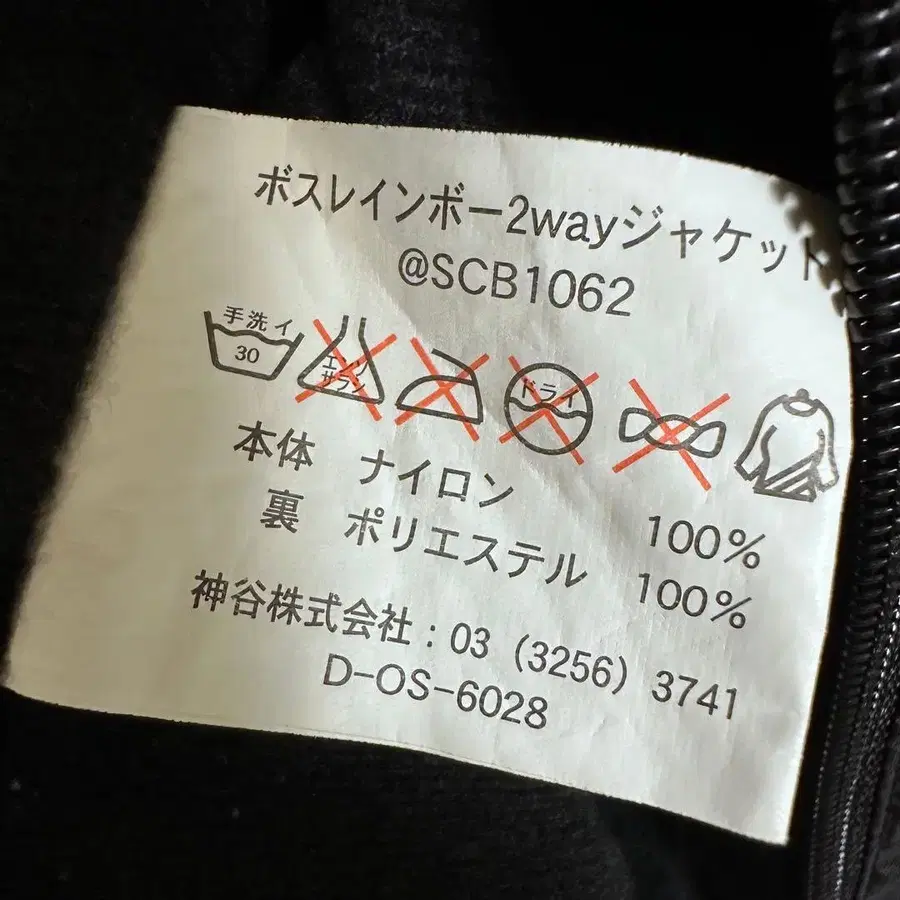 ボスレインボー2wayジャケット
@SCB1062
手洗イ
30
エンソ
サラシ
ドライ
本体 ナイロン 100%
裏 ポリエステル 100%
神谷株式会社：03（3256）3741
D-OS-6028